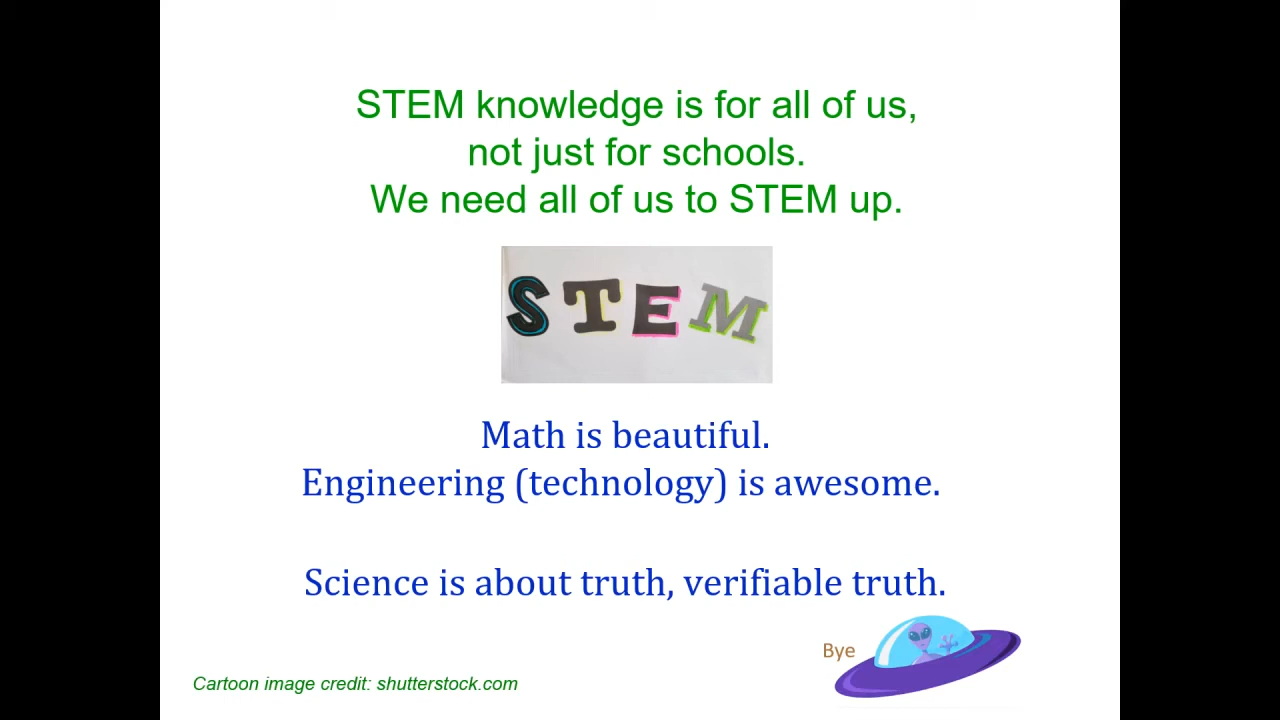 STEM knowledge is for all of us,
not just for schools.
We need all of us to STEM up.
STEM
Math is beautiful.
Engineering (technology) is awesome.
Science is about truth, verifiable truth.
Bye
Cartoon image credit: shutterstock.com